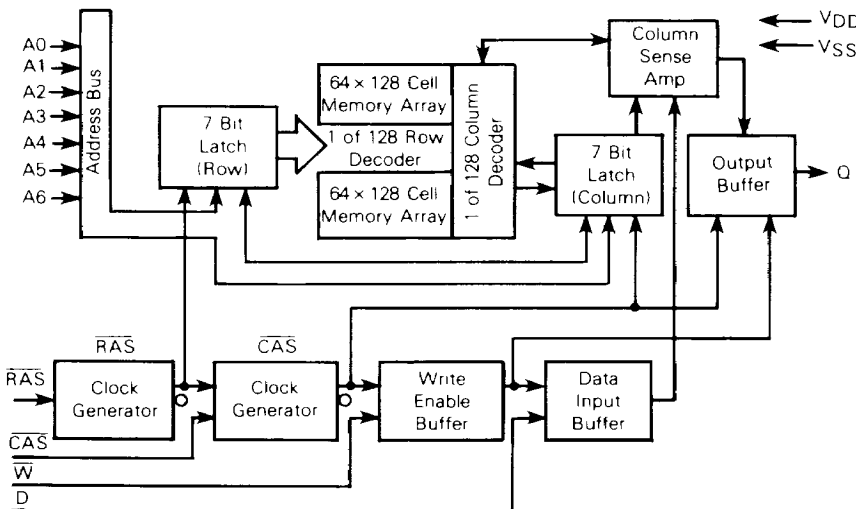 A0
A1
A2
A3
A4
A5
A6
Address Bus
7 Bit
Latch
(Row)
64 × 128 Cell
Memory Array
1 of 128 Row
Decoder
64 × 128 Cell
Memory Array
1 of 128 Column
Decoder
7 Bit
Latch
(Column)
Column
Sense
Amp
VDD
VSS
Output
Buffer
Q
RAS
RAS
Clock
Generator
CAS
Clock
Generator
Write
Enable
Buffer
Data
Input
Buffer
CAS
W
D